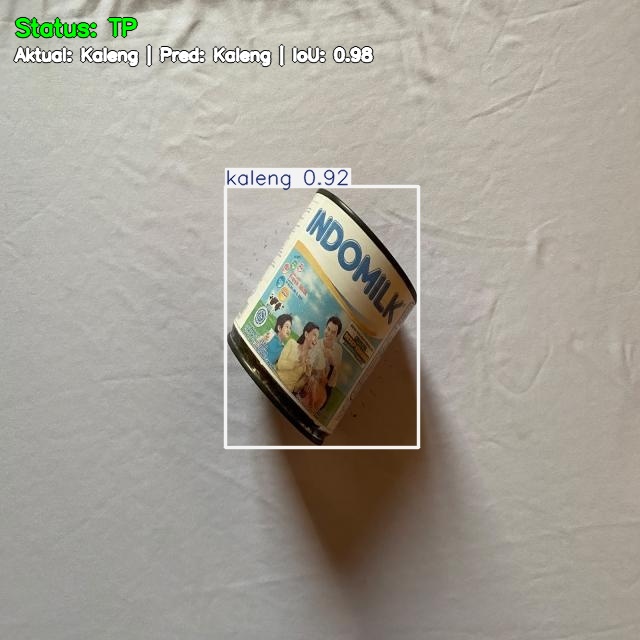 Status: TP
Aktual: Kaleng | Pred: Kaleng | IoU: 0.98
kaleng 0.92
INDOMILK